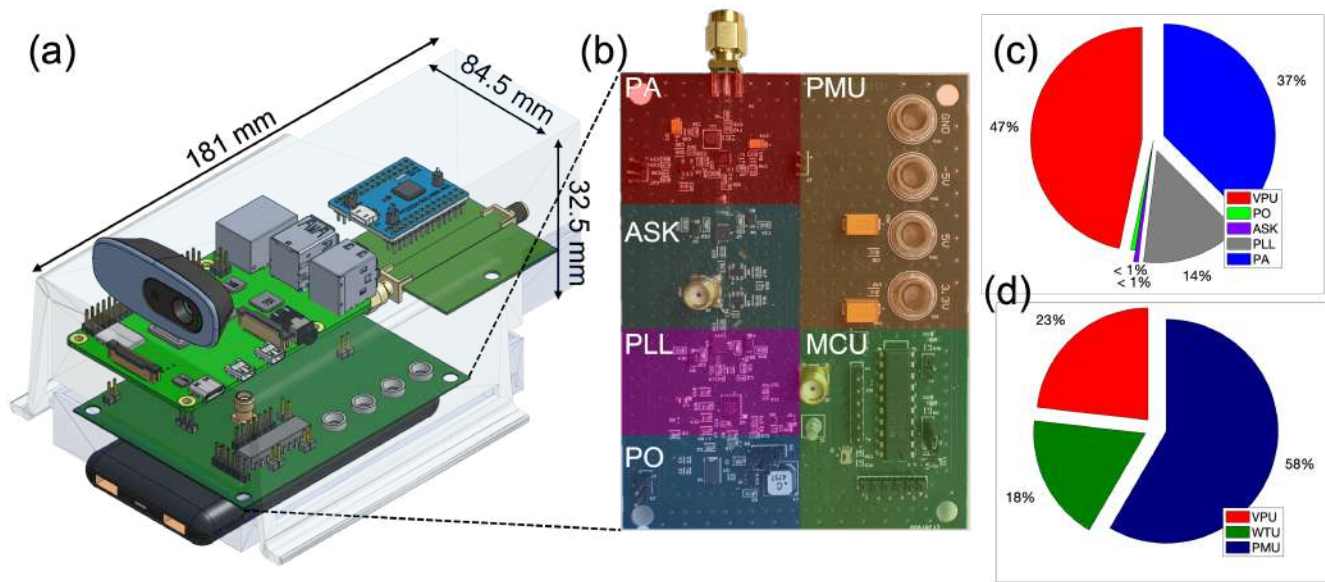 (a)
181 mm
84.5 mm
32.5 mm
(b)
PA
PMU
GND
-5V
5V
3.3V
ASK
PLL
MCU
PO
(c)
37%
47%
VPU
PO
ASK
PLL
PA
< 1%
< 1%
14%
(d)
23%
58%
18%
VPU
WTU
PMU